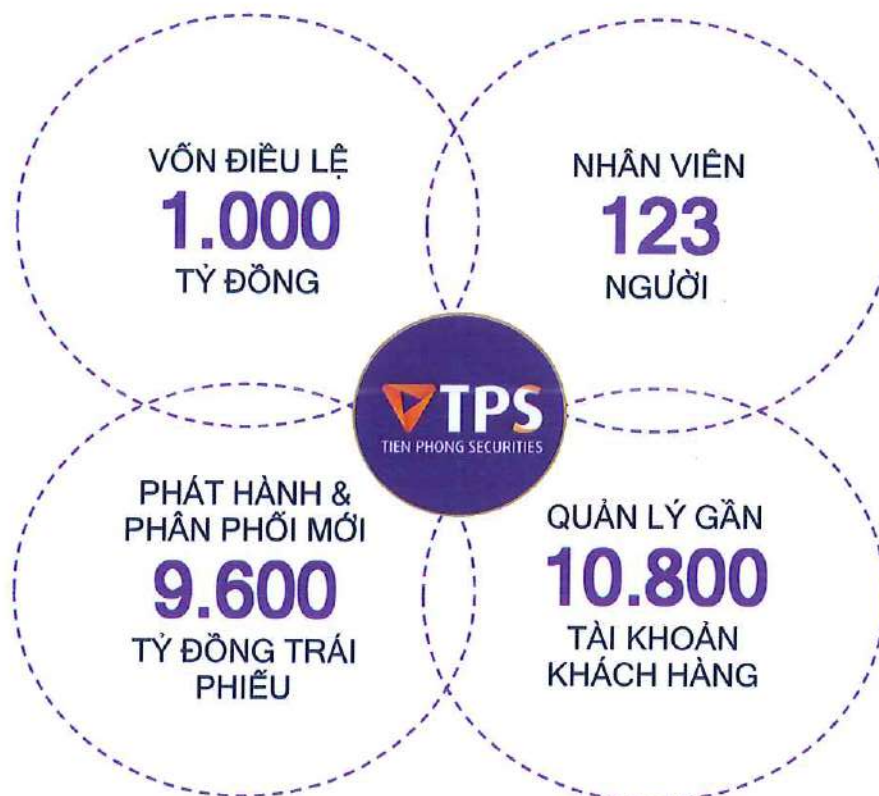 VỐN ĐIỀU LỆ
1.000
TỶ ĐỒNG
NHÂN VIÊN
123
NGƯỜI
TPS
TIEN PHONG SECURITIES
PHÁT HÀNH &
PHÂN PHỐI MỚI
9.600
TỶ ĐỒNG TRÁI
PHIẾU
QUẢN LÝ GẦN
10.800
TÀI KHOẢN
KHÁCH HÀNG